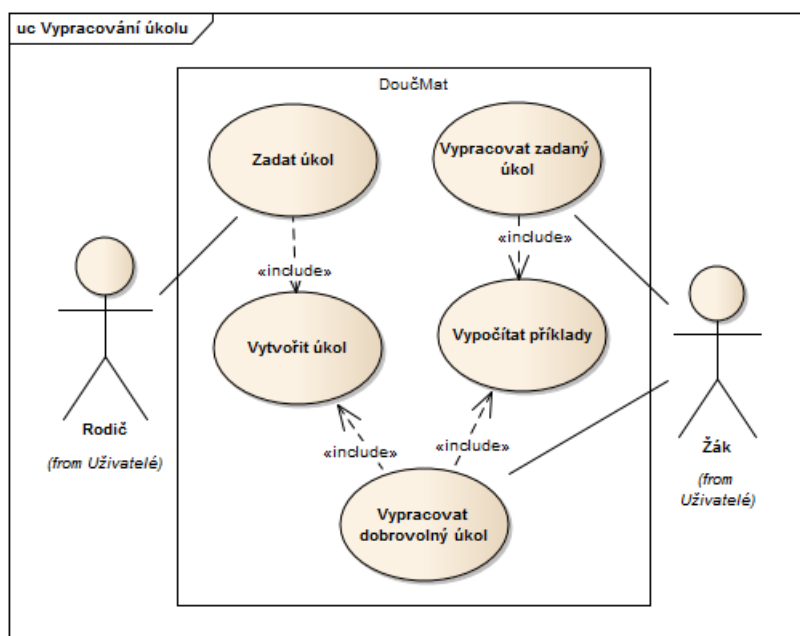 uc Vypracování úkolu
DoučMat
Zadat úkol
Vypracovat zadaný
úkol
«include»
«include»
Vytvořit úkol
Vypočítat příklady
Rodič
(from Uživatelé)
Žák
(from
Uživatelé)
«include»
«include»
Vypracovat
dobrovolný úkol